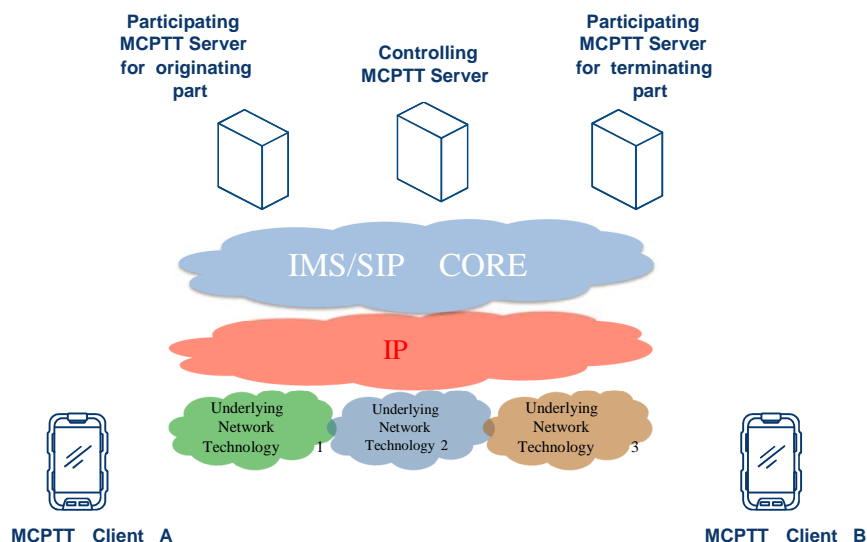 Participating
MCPTT Server
for originating
part
Controlling
MCPTT Server
Participating
MCPTT Server
for terminating
part
IMS/SIP CORE
IP
Underlying
Network
Technology 1
Underlying
Network
Technology 2
Underlying
Network
Technology 3
MCPTT Client A
MCPTT Client B